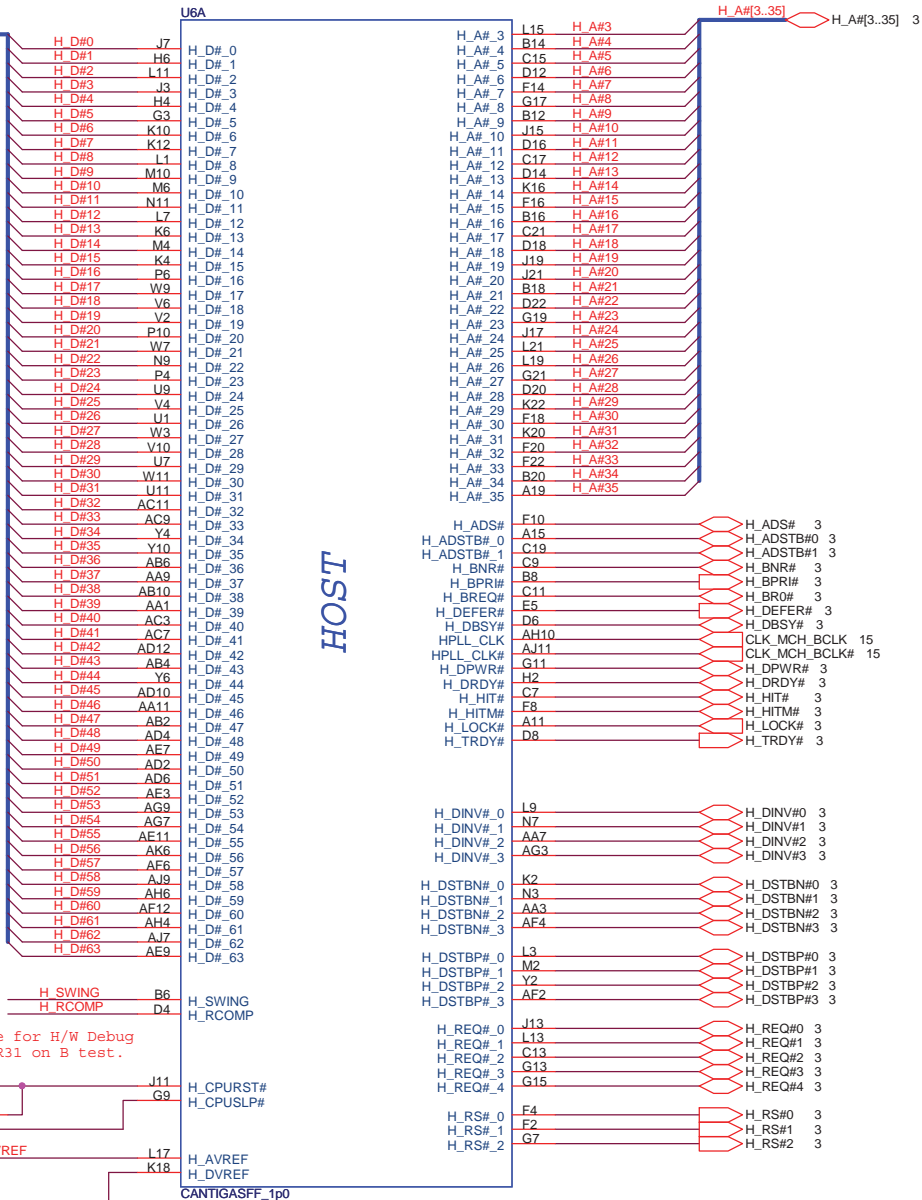 U6A
H_A#[3..35] H_A#[3..35] 3
H_D#0 J7 H_D#_0
H_D#1 H6 H_D#_1
H_D#2 L11 H_D#_2
H_D#3 J3 H_D#_3
H_D#4 H4 H_D#_4
H_D#5 G3 H_D#_5
H_D#6 K10 H_D#_6
H_D#7 K12 H_D#_7
H_D#8 L1 H_D#_8
H_D#9 M10 H_D#_9
H_D#10 M6 H_D#_10
H_D#11 N11 H_D#_11
H_D#12 L7 H_D#_12
H_D#13 K6 H_D#_13
H_D#14 M4 H_D#_14
H_D#15 K4 H_D#_15
H_D#16 P6 H_D#_16
H_D#17 W9 H_D#_17
H_D#18 V6 H_D#_18
H_D#19 V2 H_D#_19
H_D#20 P10 H_D#_20
H_D#21 W7 H_D#_21
H_D#22 N9 H_D#_22
H_D#23 P4 H_D#_23
H_D#24 U9 H_D#_24
H_D#25 V4 H_D#_25
H_D#26 U1 H_D#_26
H_D#27 W3 H_D#_27
H_D#28 V10 H_D#_28
H_D#29 U7 H_D#_29
H_D#30 W11 H_D#_30
H_D#31 U11 H_D#_31
H_D#32 AC11 H_D#_32
H_D#33 AC9 H_D#_33
H_D#34 Y4 H_D#_34
H_D#35 Y10 H_D#_35
H_D#36 AB6 H_D#_36
H_D#37 AA9 H_D#_37
H_D#38 AB10 H_D#_38
H_D#39 AA1 H_D#_39
H_D#40 AC3 H_D#_40
H_D#41 AC7 H_D#_41
H_D#42 AD12 H_D#_42
H_D#43 AB4 H_D#_43
H_D#44 Y6 H_D#_44
H_D#45 AD10 H_D#_45
H_D#46 AA11 H_D#_46
H_D#47 AB2 H_D#_47
H_D#48 AD4 H_D#_48
H_D#49 AE7 H_D#_49
H_D#50 AD2 H_D#_50
H_D#51 AD6 H_D#_51
H_D#52 AE3 H_D#_52
H_D#53 AG9 H_D#_53
H_D#54 AG7 H_D#_54
H_D#55 AE11 H_D#_55
H_D#56 AK6 H_D#_56
H_D#57 AF6 H_D#_57
H_D#58 AJ9 H_D#_58
H_D#59 AH6 H_D#_59
H_D#60 AF12 H_D#_60
H_D#61 AH4 H_D#_61
H_D#62 AJ7 H_D#_62
H_D#63 AE9 H_D#_63
H_SWING B6 H_SWING
H_RCOMP D4 H_RCOMP
e for H/W Debug
R31 on B test.
J11 H_CPURST#
G9 H_CPUSLP#
REF L17 H_AVREF
K18 H_DVREF
CANTIGASFF_1p0
HOST
H_A#_3 L15 H_A#3
H_A#_4 B14 H_A#4
H_A#_5 C15 H_A#5
H_A#_6 D12 H_A#6
H_A#_7 F14 H_A#7
H_A#_8 G17 H_A#8
H_A#_9 B12 H_A#9
H_A#_10 J15 H_A#10
H_A#_11 D16 H_A#11
H_A#_12 C17 H_A#12
H_A#_13 D14 H_A#13
H_A#_14 K16 H_A#14
H_A#_15 F16 H_A#15
H_A#_16 B16 H_A#16
H_A#_17 C21 H_A#17
H_A#_18 D18 H_A#18
H_A#_19 J19 H_A#19
H_A#_20 J21 H_A#20
H_A#_21 B18 H_A#21
H_A#_22 D22 H_A#22
H_A#_23 G19 H_A#23
H_A#_24 J17 H_A#24
H_A#_25 L21 H_A#25
H_A#_26 L19 H_A#26
H_A#_27 G21 H_A#27
H_A#_28 D20 H_A#28
H_A#_29 K22 H_A#29
H_A#_30 F18 H_A#30
H_A#_31 K20 H_A#31
H_A#_32 F20 H_A#32
H_A#_33 F22 H_A#33
H_A#_34 B20 H_A#34
H_A#_35 A19 H_A#35
H_ADS# F10 H_ADS# 3
H_ADSTB#_0 A15 H_ADSTB#0 3
H_ADSTB#_1 C19 H_ADSTB#1 3
H_BNR# C9 H_BNR# 3
H_BPRI# B8 H_BPRI# 3
H_BREQ# C11 H_BR0# 3
H_DEFER# E5 H_DEFER# 3
H_DBSY# D6 H_DBSY# 3
HPLL_CLK AH10 CLK_MCH_BCLK 15
HPLL_CLK# AJ11 CLK_MCH_BCLK# 15
H_DPWR# G11 H_DPWR# 3
H_DRDY# H2 H_DRDY# 3
H_HIT# C7 H_HIT# 3
H_HITM# F8 H_HITM# 3
H_LOCK# A11 H_LOCK# 3
H_TRDY# D8 H_TRDY# 3
H_DINV#_0 L9 H_DINV#0 3
H_DINV#_1 N7 H_DINV#1 3
H_DINV#_2 AA7 H_DINV#2 3
H_DINV#_3 AG3 H_DINV#3 3
H_DSTBN#_0 K2 H_DSTBN#0 3
H_DSTBN#_1 N3 H_DSTBN#1 3
H_DSTBN#_2 AA3 H_DSTBN#2 3
H_DSTBN#_3 AF4 H_DSTBN#3 3
H_DSTBP#_0 L3 H_DSTBP#0 3
H_DSTBP#_1 M2 H_DSTBP#1 3
H_DSTBP#_2 Y2 H_DSTBP#2 3
H_DSTBP#_3 AF2 H_DSTBP#3 3
H_REQ#_0 J13 H_REQ#0 3
H_REQ#_1 L13 H_REQ#1 3
H_REQ#_2 C13 H_REQ#2 3
H_REQ#_3 G13 H_REQ#3 3
H_REQ#_4 G15 H_REQ#4 3
H_RS#_0 F4 H_RS#0 3
H_RS#_1 F2 H_RS#1 3
H_RS#_2 G7 H_RS#2 3